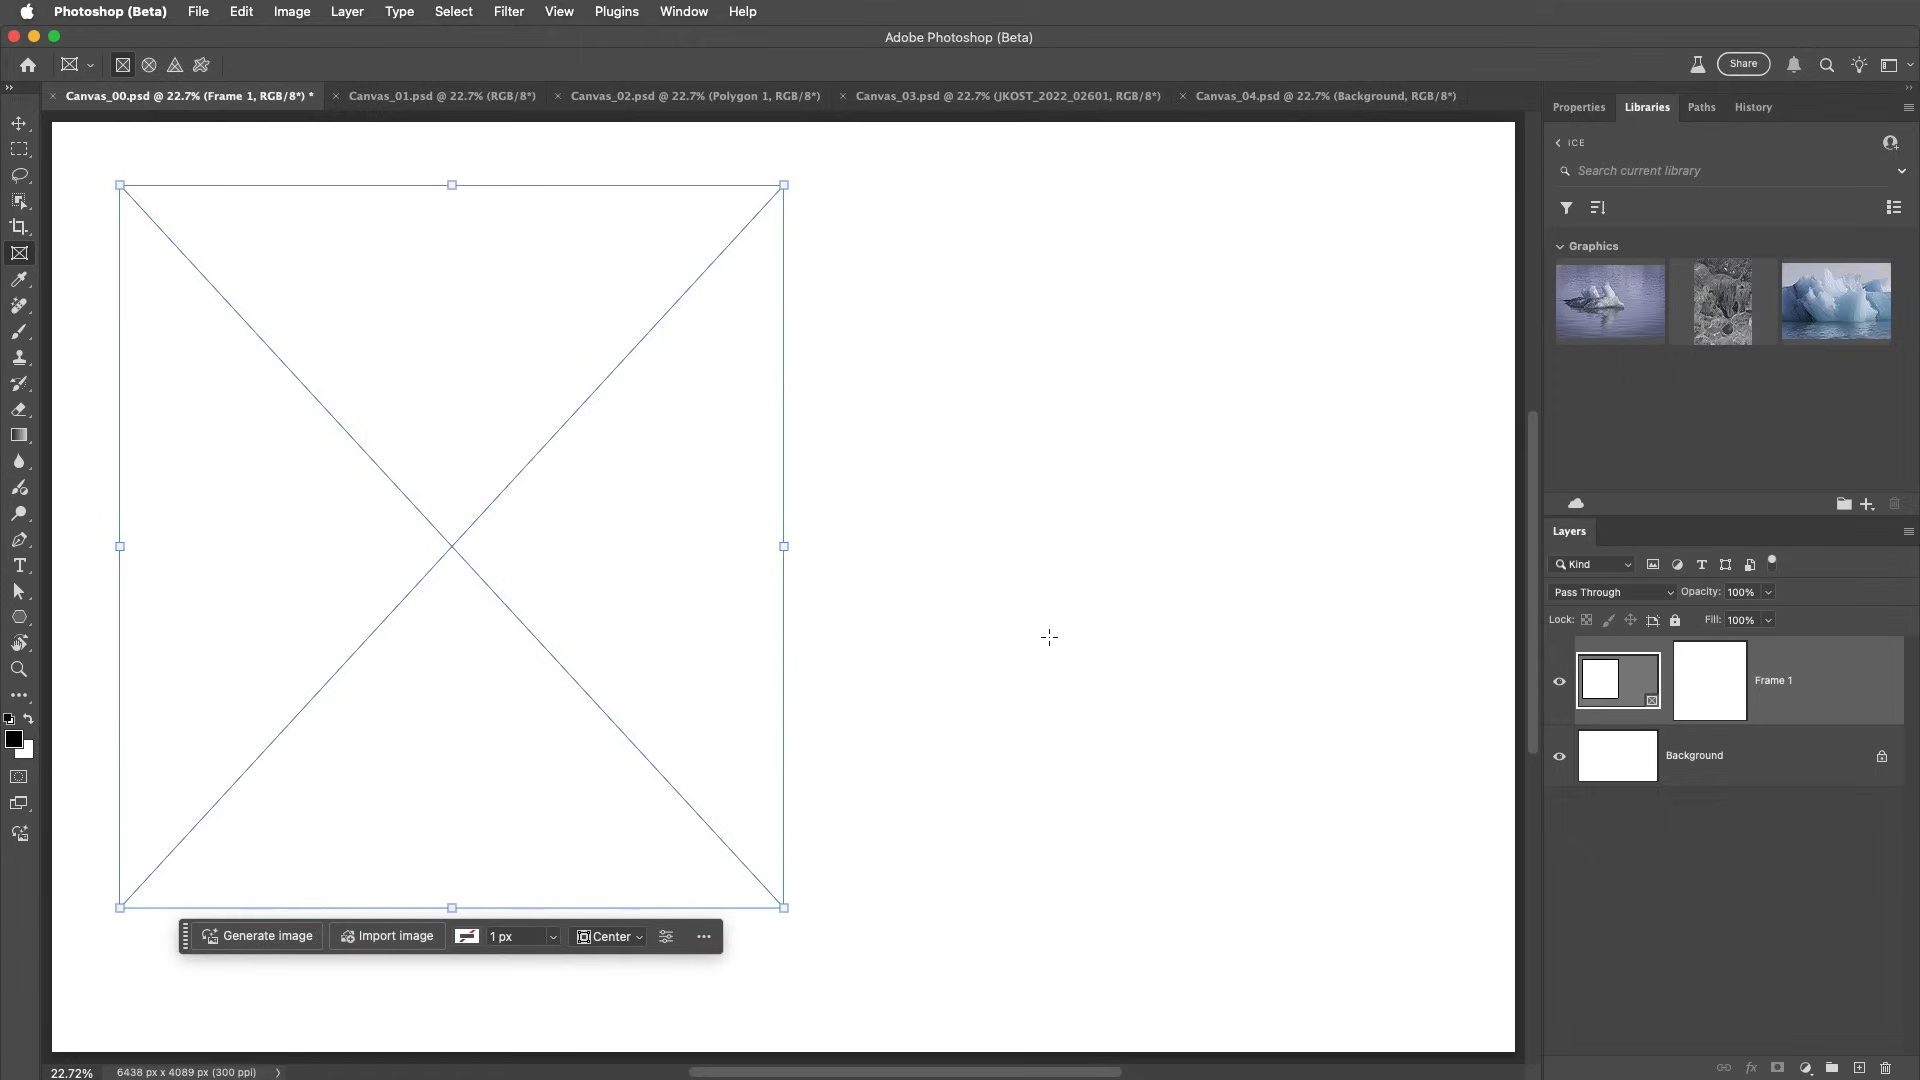 Photoshop (Beta) File Edit Image Layer Type Select Filter View Plugins Window Help
Adobe Photoshop (Beta)
Share
Canvas_00.psd @ 22.7% (Frame 1, RGB/8*) * Canvas_01.psd @ 22.7% (RGB/8*) Canvas_02.psd @ 22.7% (Polygon 1, RGB/8*) Canvas_03.psd @ 22.7% (JKOST_2022_02601, RGB/8*) Canvas_04.psd @ 22.7% (Background, RGB/8*)
Properties Libraries Paths History
ICE
Search current library
Graphics
Layers
Kind
Pass Through Opacity: 100%
Lock: Fill: 100%
Frame 1
Background
Generate image Import image 1 px Center
22.72% 6438 px x 4089 px (300 ppi)